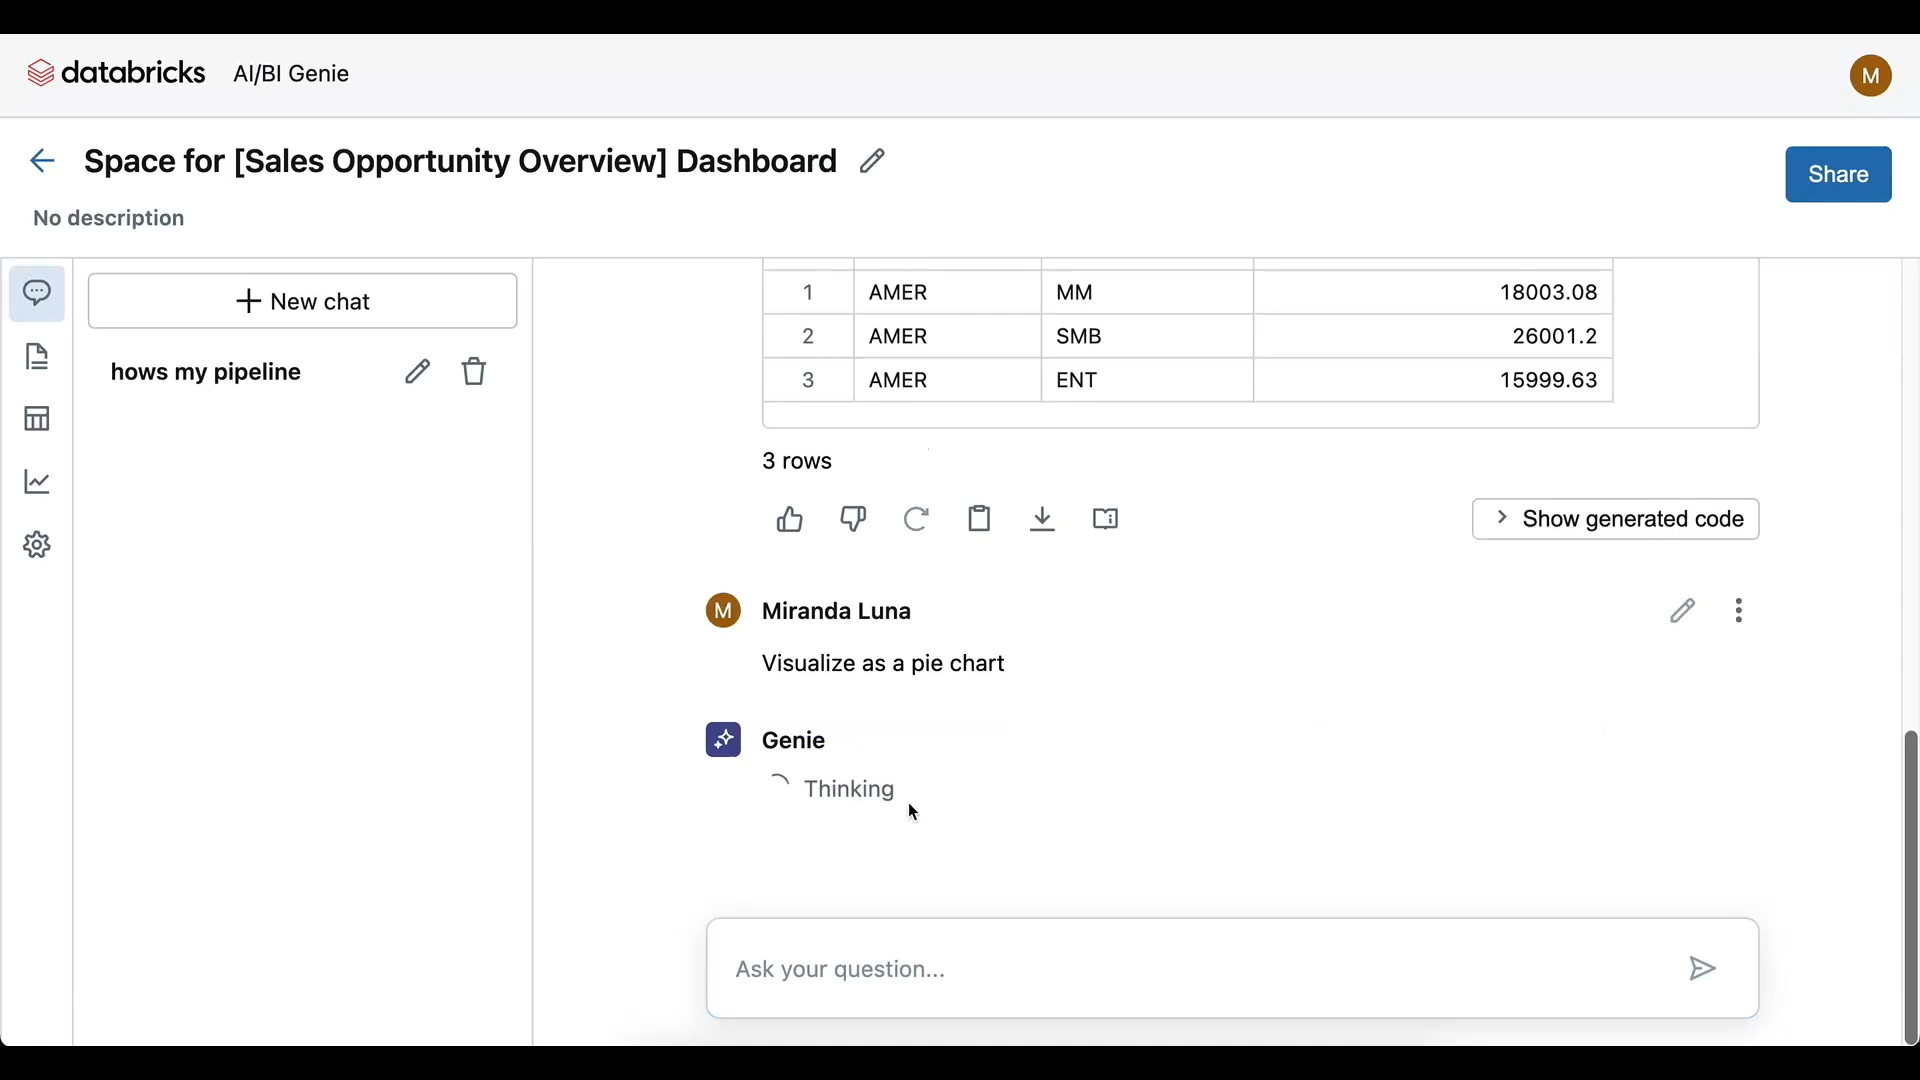 databricks AI/BI Genie
M
Space for [Sales Opportunity Overview] Dashboard
Share
No description
New chat
hows my pipeline
1 AMER MM 18003.08
2 AMER SMB 26001.2
3 AMER ENT 15999.63
3 rows
Show generated code
M Miranda Luna
Visualize as a pie chart
Genie
Thinking
Ask your question...